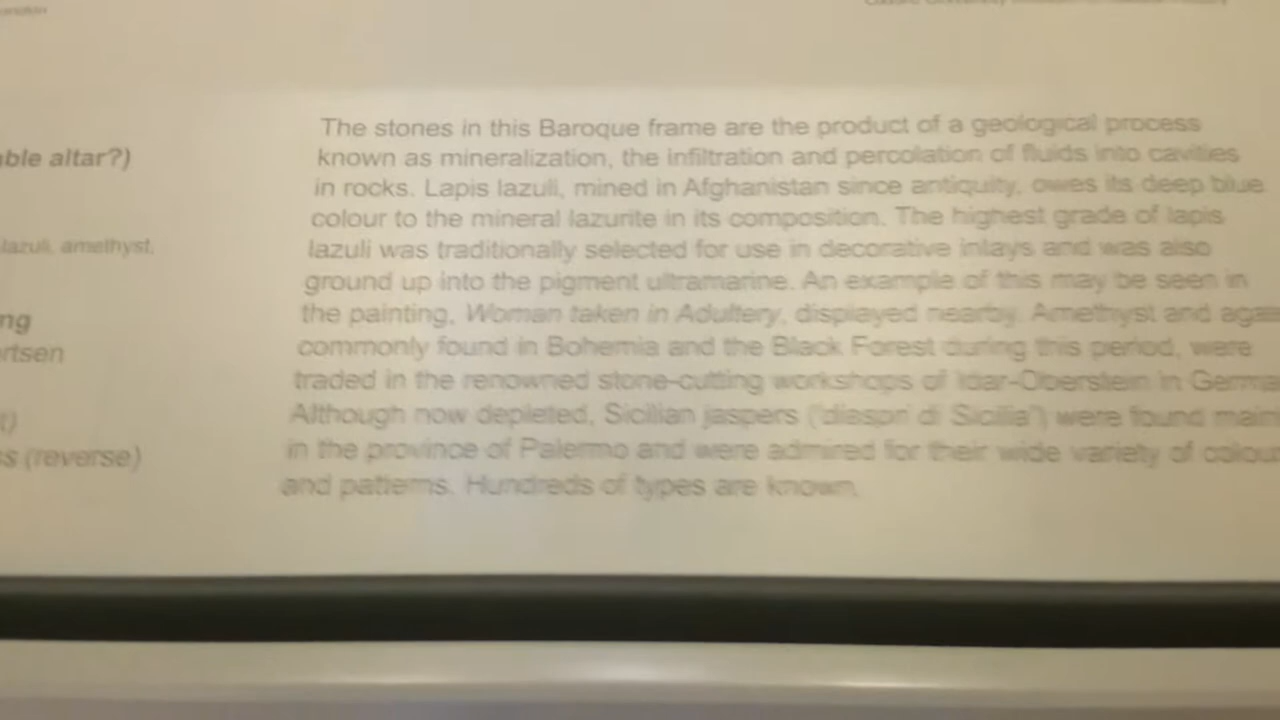 able altar?)
lazuli, amethyst,
ng
ertsen
t)
ss (reverse)
The stones in this Baroque frame are the product of a geological process
known as mineralization, the infiltration and percolation of fluids into cavities
in rocks. Lapis lazuli, mined in Afghanistan since antiquity, owes its deep blue
colour to the mineral lazurite in its composition. The highest grade of lapis
lazuli was traditionally selected for use in decorative inlays and was also
ground up into the pigment ultramarine. An example of this may be seen in
the painting, Woman taken in Adultery, displayed nearby. Amethyst and agat
commonly found in Bohemia and the Black Forest during this period, were
traded in the renowned stone-cutting workshops of Idar-Oberstein in Germa
Although now depleted, Sicilian jaspers ('diaspri di Sicilia') were found main
in the province of Palermo and were admired for their wide variety of colour
and patterns. Hundreds of types are known.